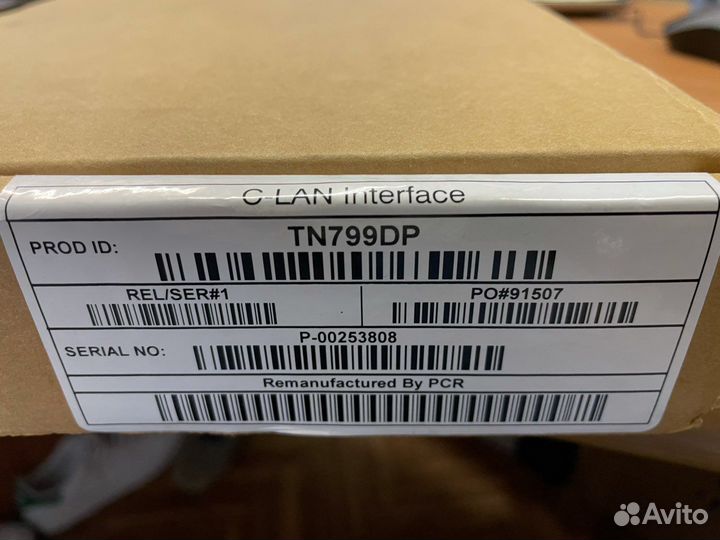 C-LAN Interface
PROD ID: TN799DP
REL/SER#1 PO#91507
SERIAL NO: P-00253808
Remanufactured By PCR
Avito